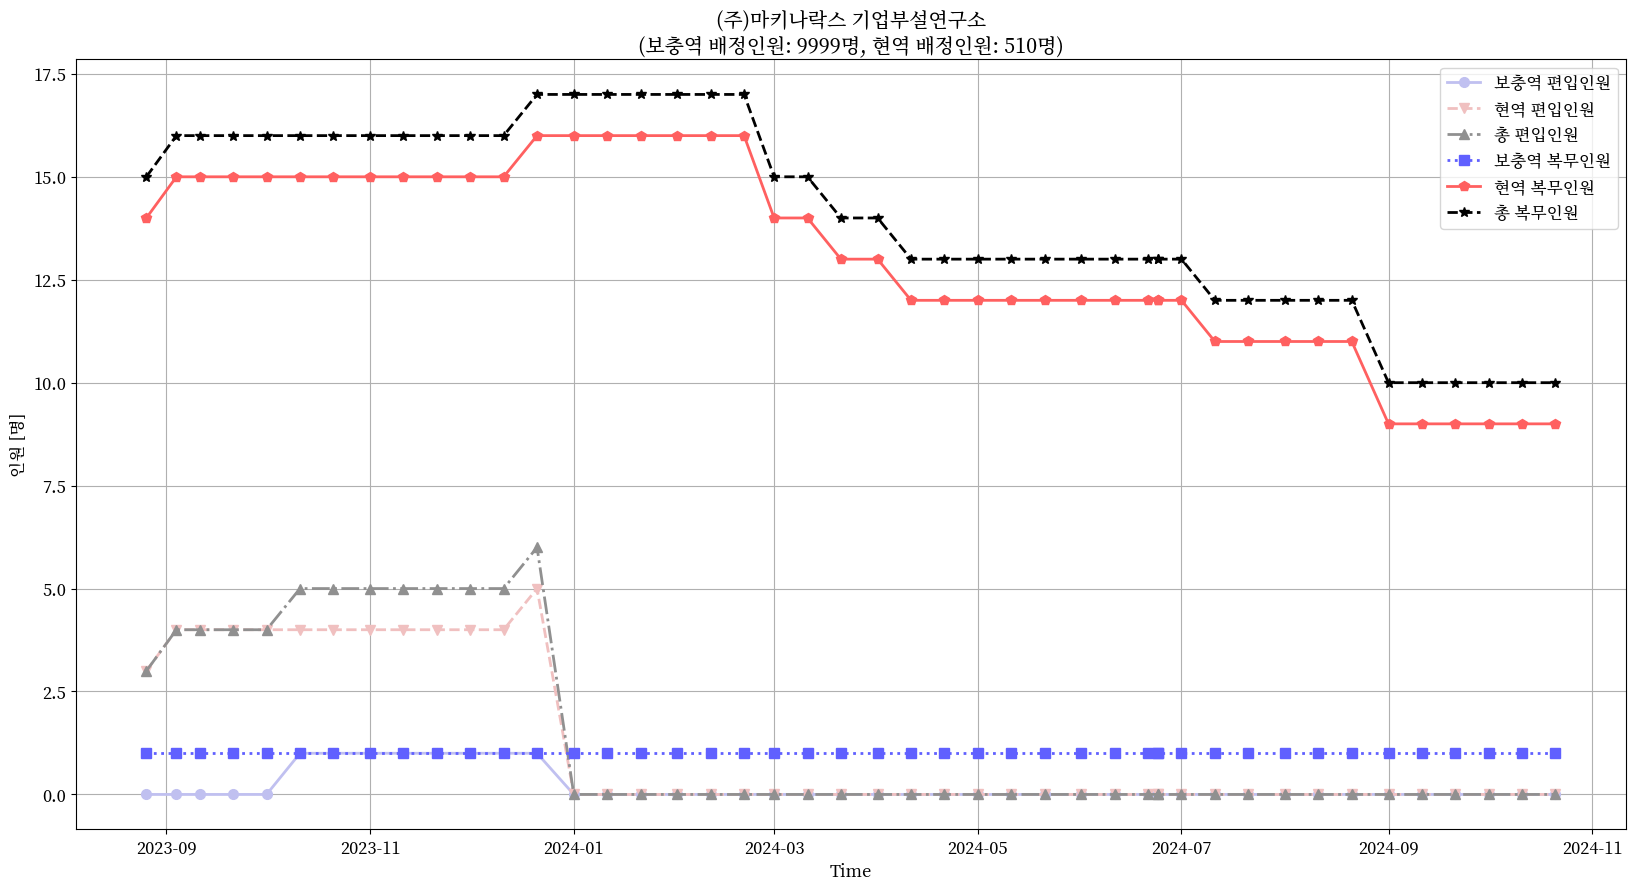 (주)마키나락스 기업부설연구소
(보충역 배정인원: 9999명, 현역 배정인원: 510명)
17.5
15.0
12.5
10.0
7.5
5.0
2.5
0.0
인원 [명]
보충역 편입인원
현역 편입인원
총 편입인원
보충역 복무인원
현역 복무인원
총 복무인원
2023-09 2023-11 2024-01 2024-03 2024-05 2024-07 2024-09 2024-11
Time